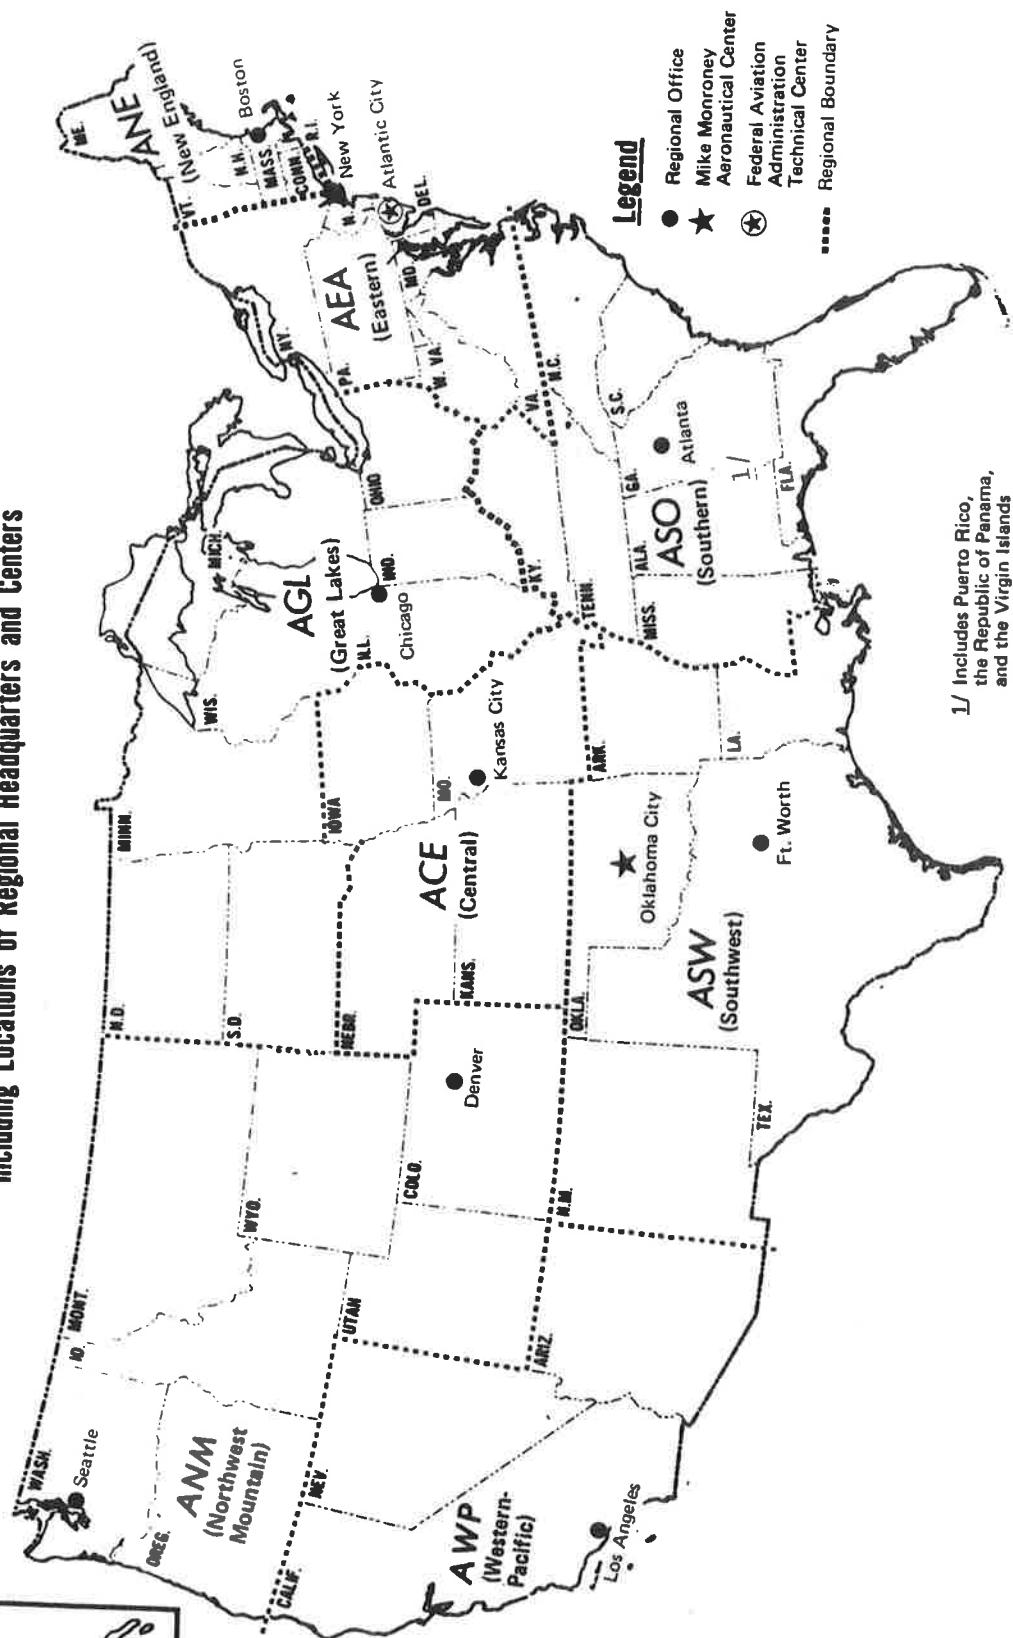 Including Locations of Regional Headquarters and Centers
WASH.
Seattle
OREG.
ID.
MONT.
ANM
(Northwest
Mountain)
CALIF.
NEV.
UTAH
WYO.
COLO.
Denver
AWP
(Western-
Pacific)
Los Angeles
ARIZ.
N.M.
N.D.
S.D.
NEBR.
KANS.
MINN.
IOWA
MO.
ACE
(Central)
Kansas City
OKLA.
Oklahoma City
ASW
(Southwest)
TEX.
Ft. Worth
ARK.
LA.
WIS.
MICH.
AGL
(Great Lakes)
Chicago
IND.
OHIO
KY.
TENN.
MISS.
ALA.
GA.
ASO
(Southern)
1/
Atlanta
FLA.
S.C.
N.C.
VA.
W. VA.
PA.
NY.
AEA
(Eastern)
MD.
DEL.
N. J.
Atlantic City
New York
ME.
ANE
(New England)
VT.
N.H.
MASS.
CONN.
R.I.
Boston
Legend
Regional Office
Mike Monroney
Aeronautical Center
Federal Aviation
Administration
Technical Center
Regional Boundary
1/ Includes Puerto Rico,
the Republic of Panama,
and the Virgin Islands